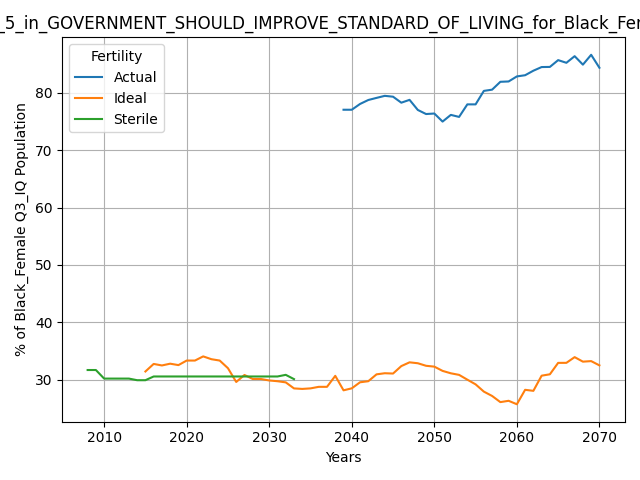 _5_in_GOVERNMENT_SHOULD_IMPROVE_STANDARD_OF_LIVING_for_Black_Fe
Fertility
Actual
Ideal
Sterile
% of Black_Female Q3_IQ Population
80
70
60
50
40
30
2010 2020 2030 2040 2050 2060 2070
Years